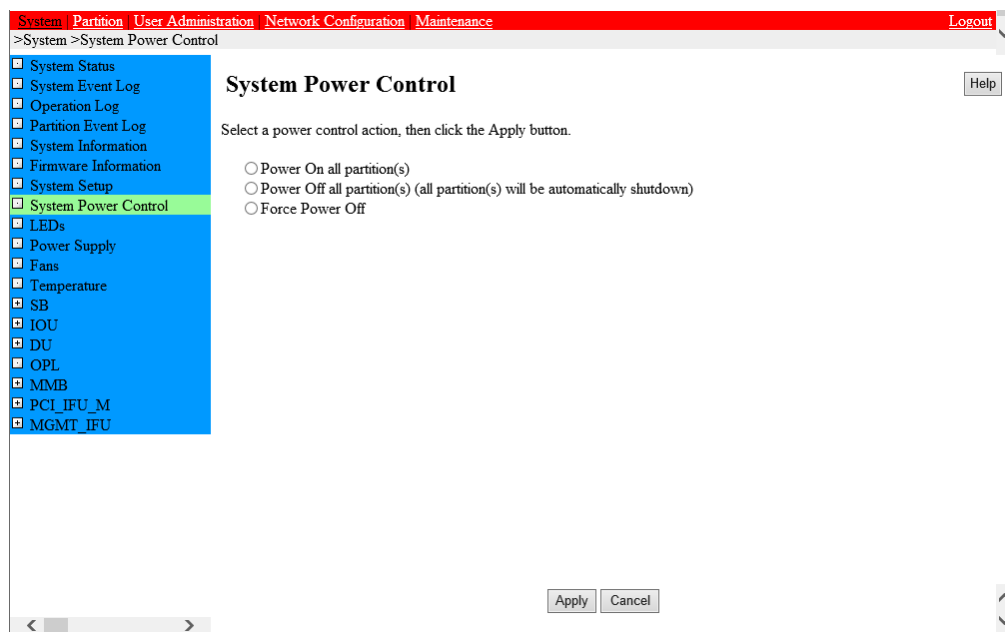 System | Partition | User Administration | Network Configuration | Maintenance Logout
>System >System Power Control
System Status
System Event Log
Operation Log
Partition Event Log
System Information
Firmware Information
System Setup
System Power Control
LEDs
Power Supply
Fans
Temperature
SB
IOU
DU
OPL
MMB
PCI_IFU_M
MGMT_IFU
System Power Control
Help
Select a power control action, then click the Apply button.
Power On all partition(s)
Power Off all partition(s) (all partition(s) will be automatically shutdown)
Force Power Off
Apply Cancel